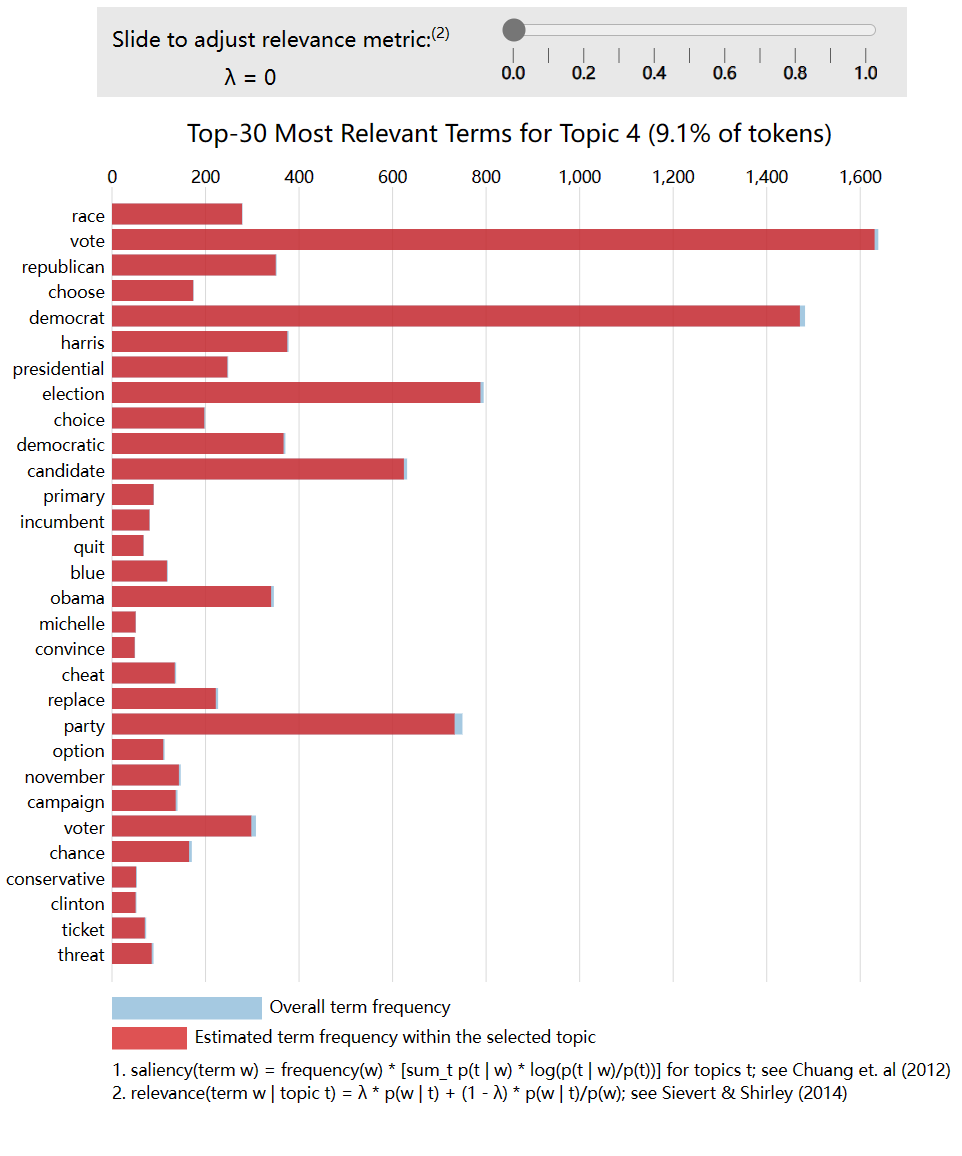 Slide to adjust relevance metric:(2)
λ = 0
0.0 0.2 0.4 0.6 0.8 1.0
Top-30 Most Relevant Terms for Topic 4 (9.1% of tokens)
0 200 400 600 800 1,000 1,200 1,400 1,600
race
vote
republican
choose
democrat
harris
presidential
election
choice
democratic
candidate
primary
incumbent
quit
blue
obama
michelle
convince
cheat
replace
party
option
november
campaign
voter
chance
conservative
clinton
ticket
threat
Overall term frequency
Estimated term frequency within the selected topic
1. saliency(term w) = frequency(w) * [sum_t p(t | w) * log(p(t | w)/p(t))] for topics t; see Chuang et. al (2012)
2. relevance(term w | topic t) = λ * p(w | t) + (1 - λ) * p(w | t)/p(w); see Sievert & Shirley (2014)